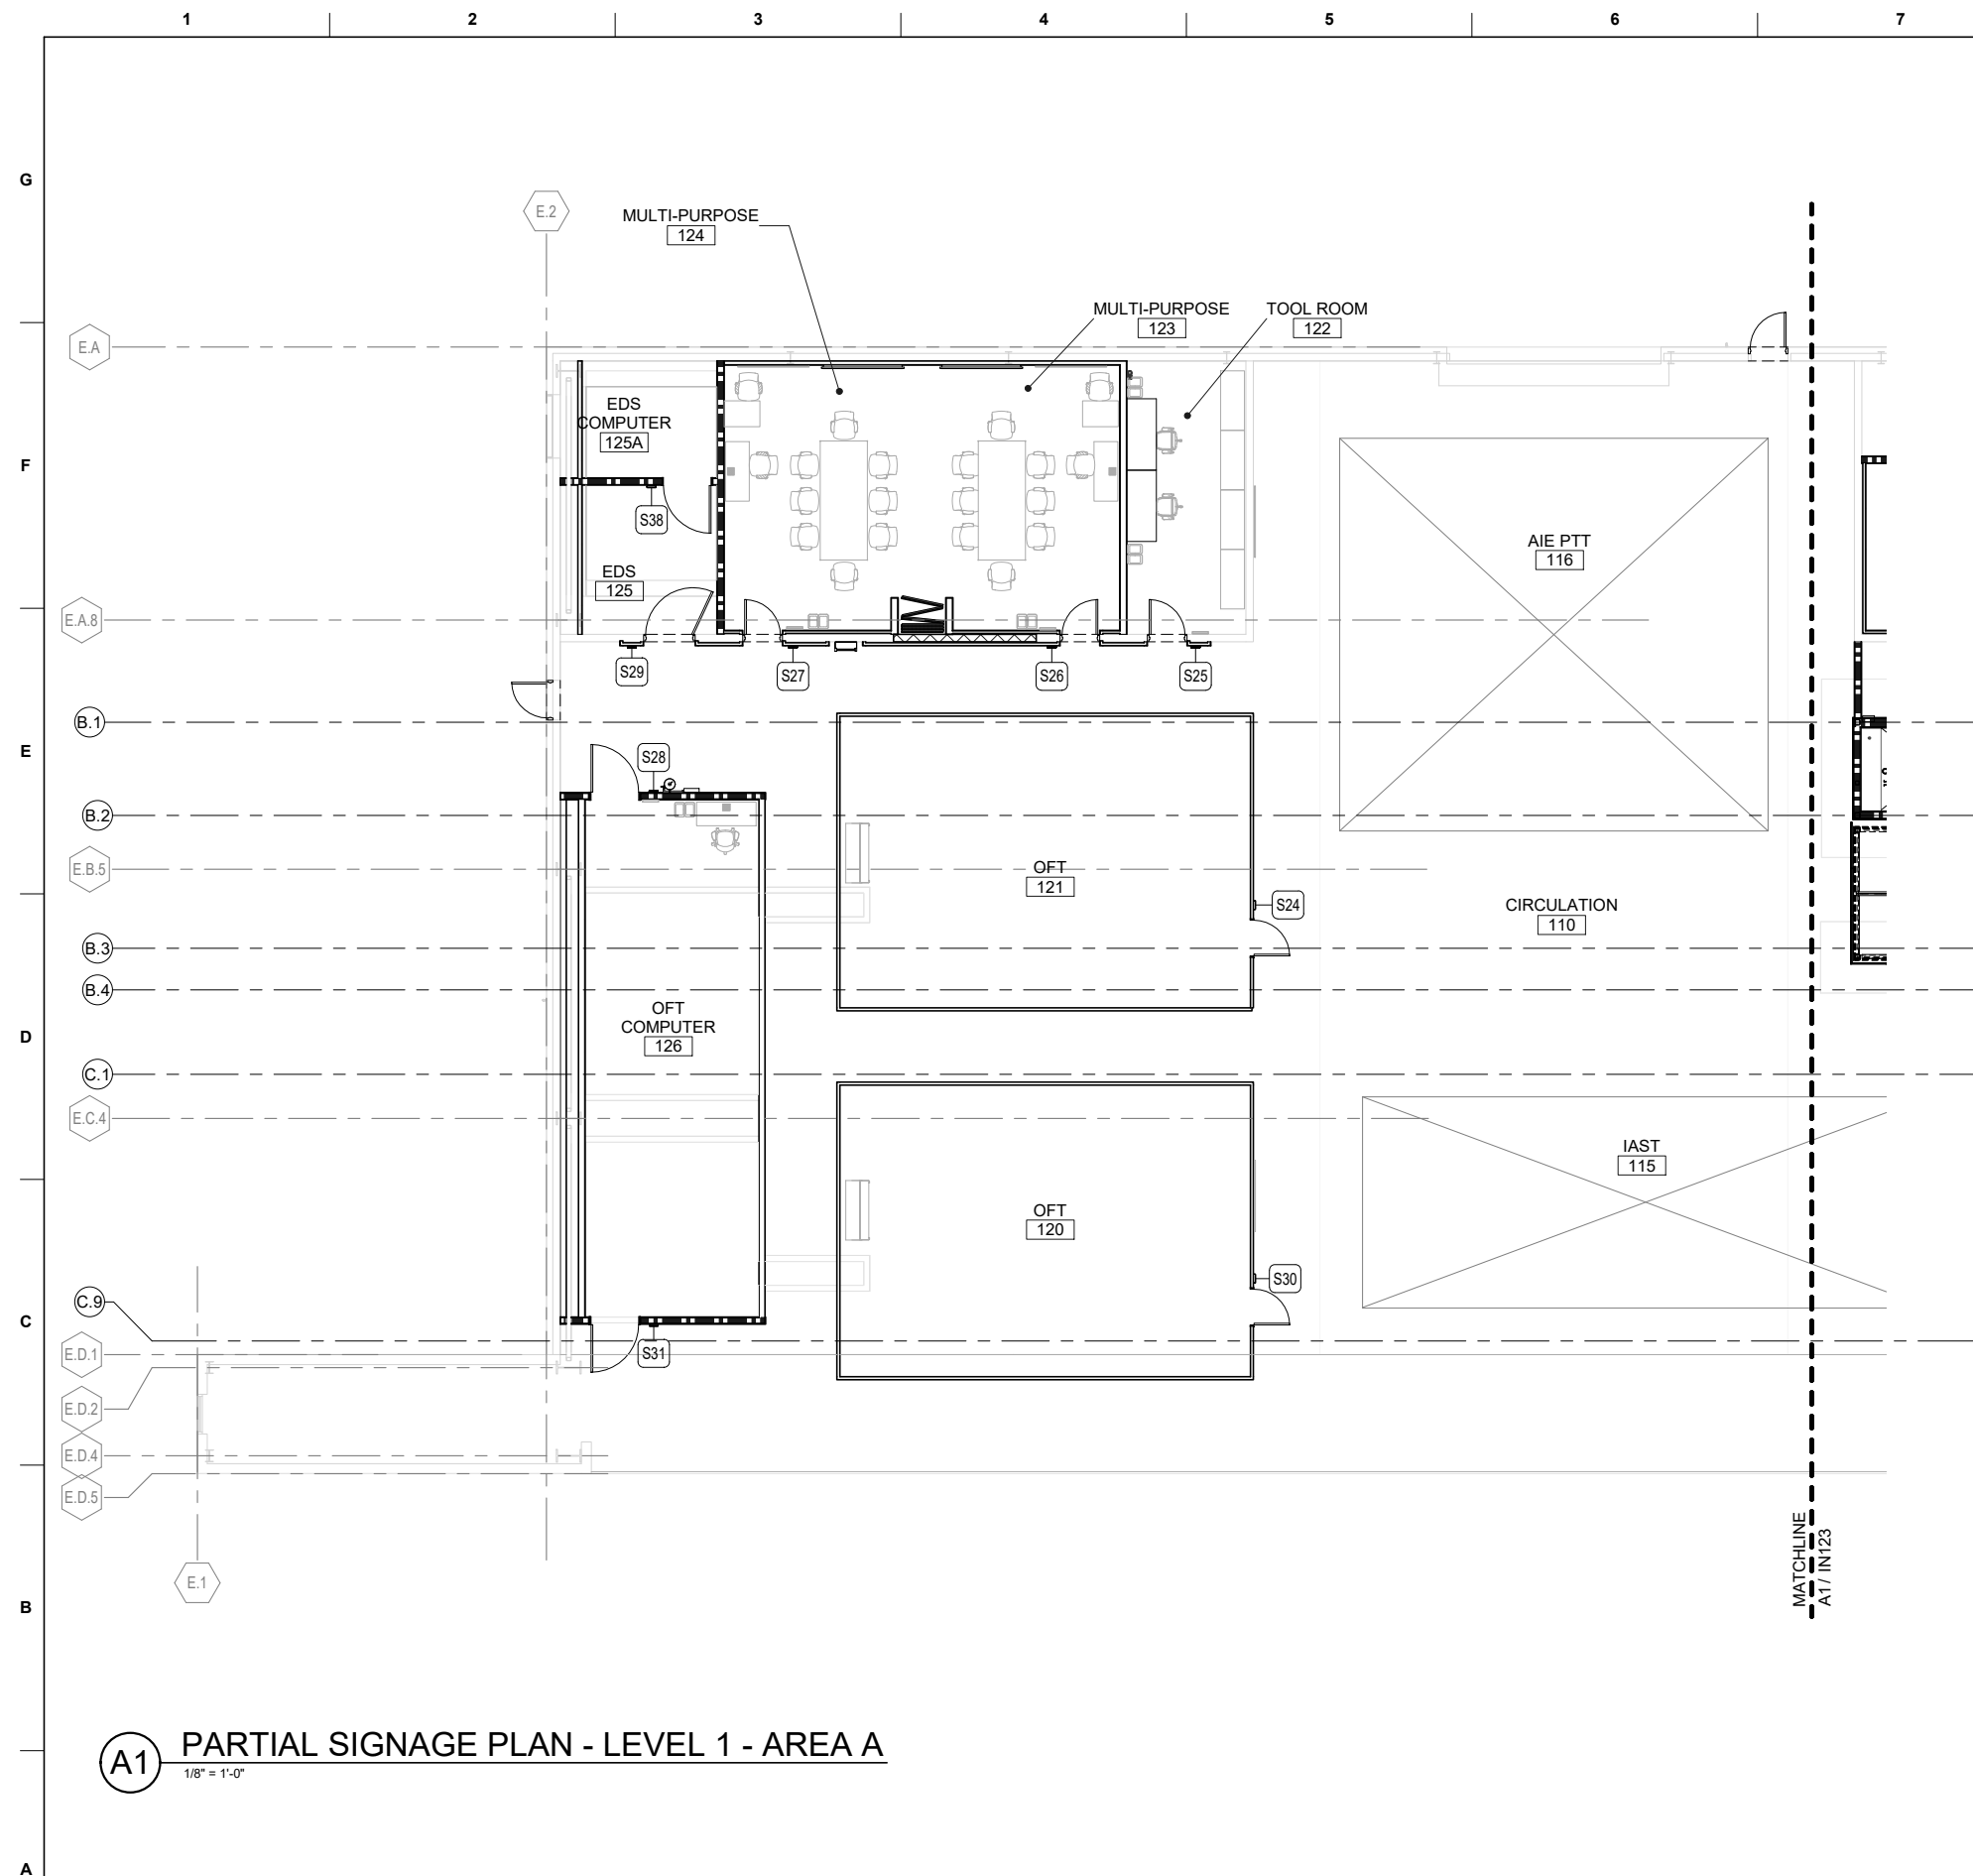 1 2 3 4 5 6 7
G
E.2
MULTI-PURPOSE
124
MULTI-PURPOSE
123
TOOL ROOM
122
E.A
EDS
COMPUTER
125A
F
S38
AIE PTT
116
EDS
125
E.A.8
S29
S27
S26
S25
B.1
E
S28
B.2
E.B.5
OFT
121
S24
CIRCULATION
110
B.3
B.4
OFT
COMPUTER
126
D
C.1
E.C.4
IAST
115
OFT
120
S30
C.9
C
E.D.1
S31
E.D.2
E.D.4
E.D.5
MATCHLINE
A1 / IN123
E.1
B
A1
PARTIAL SIGNAGE PLAN - LEVEL 1 - AREA A
1/8" = 1'-0"
A